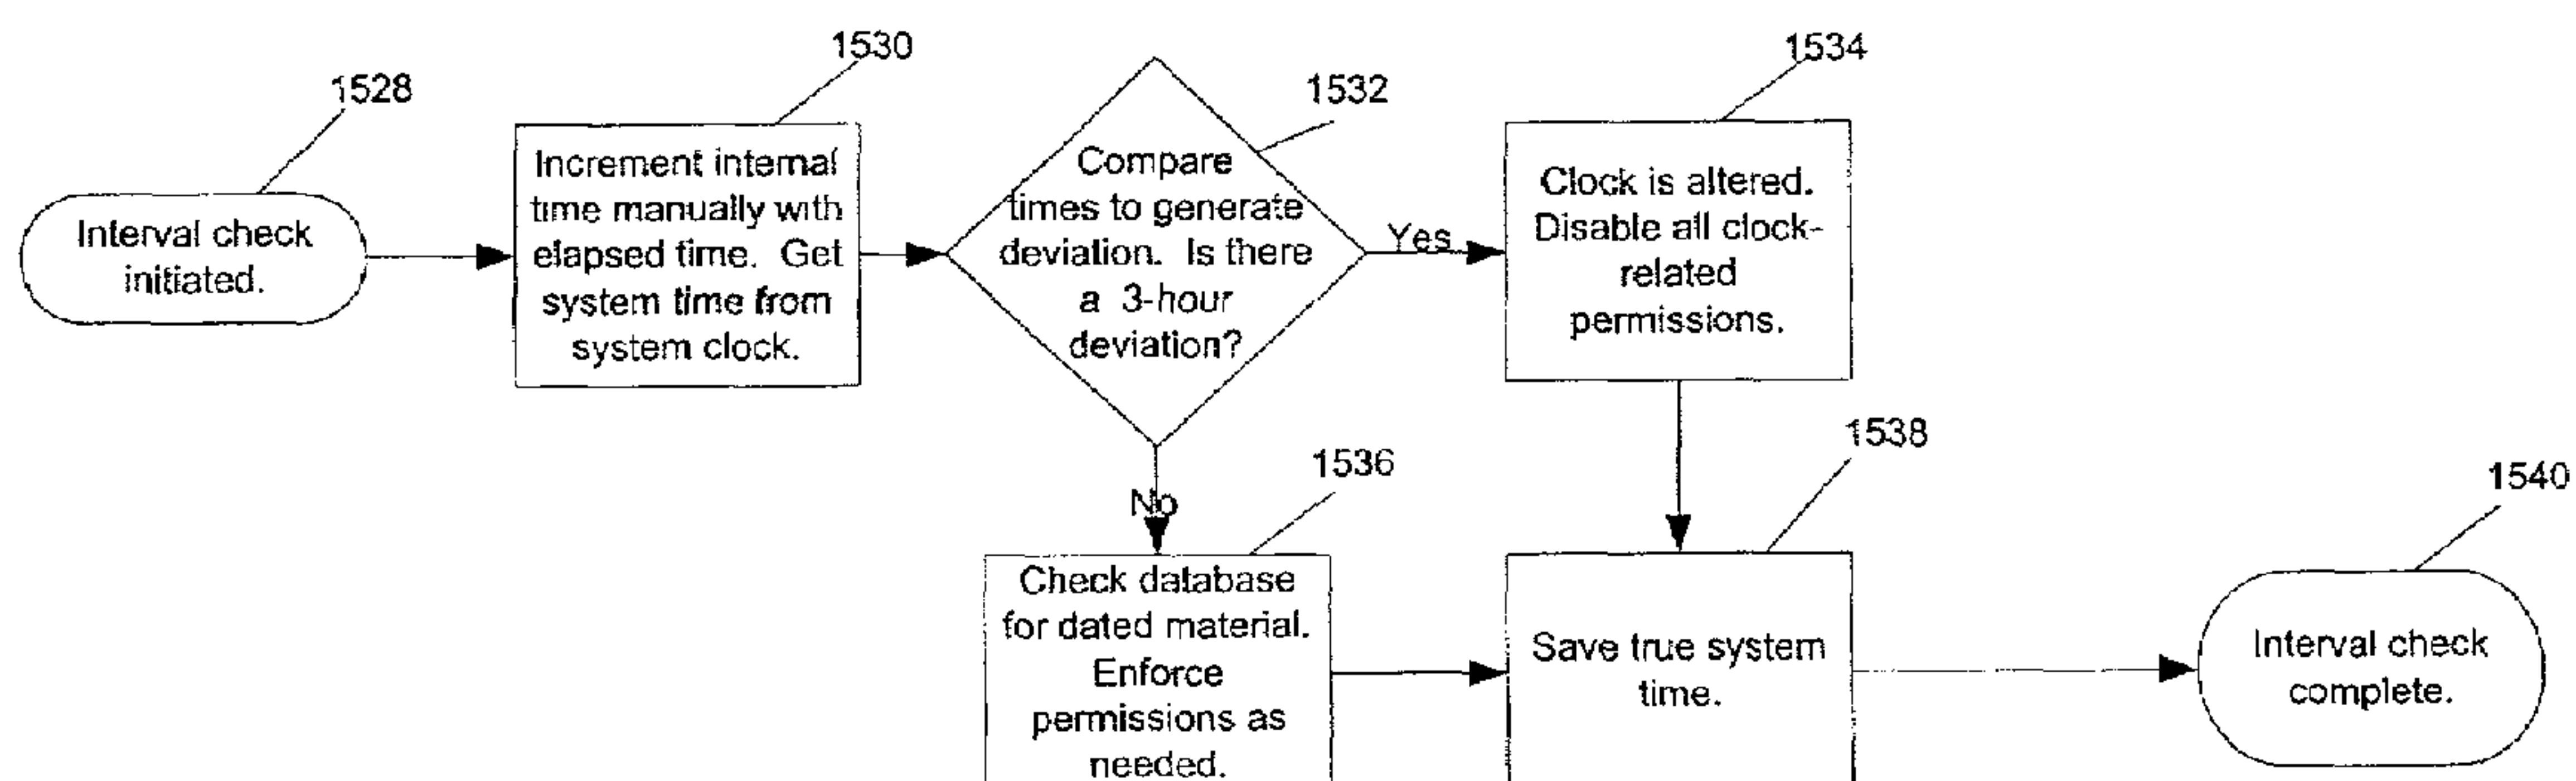 1528
Interval check
initiated.
1530
Increment internal
time manually with
elapsed time. Get
system time from
system clock.
1532
Compare
times to generate
deviation. Is there
a 3-hour
deviation?
Yes
1534
Clock is altered.
Disable all clock-
related
permissions.
No
1536
Check database
for dated material.
Enforce
permissions as
needed.
1538
Save true system
time.
1540
Interval check
complete.